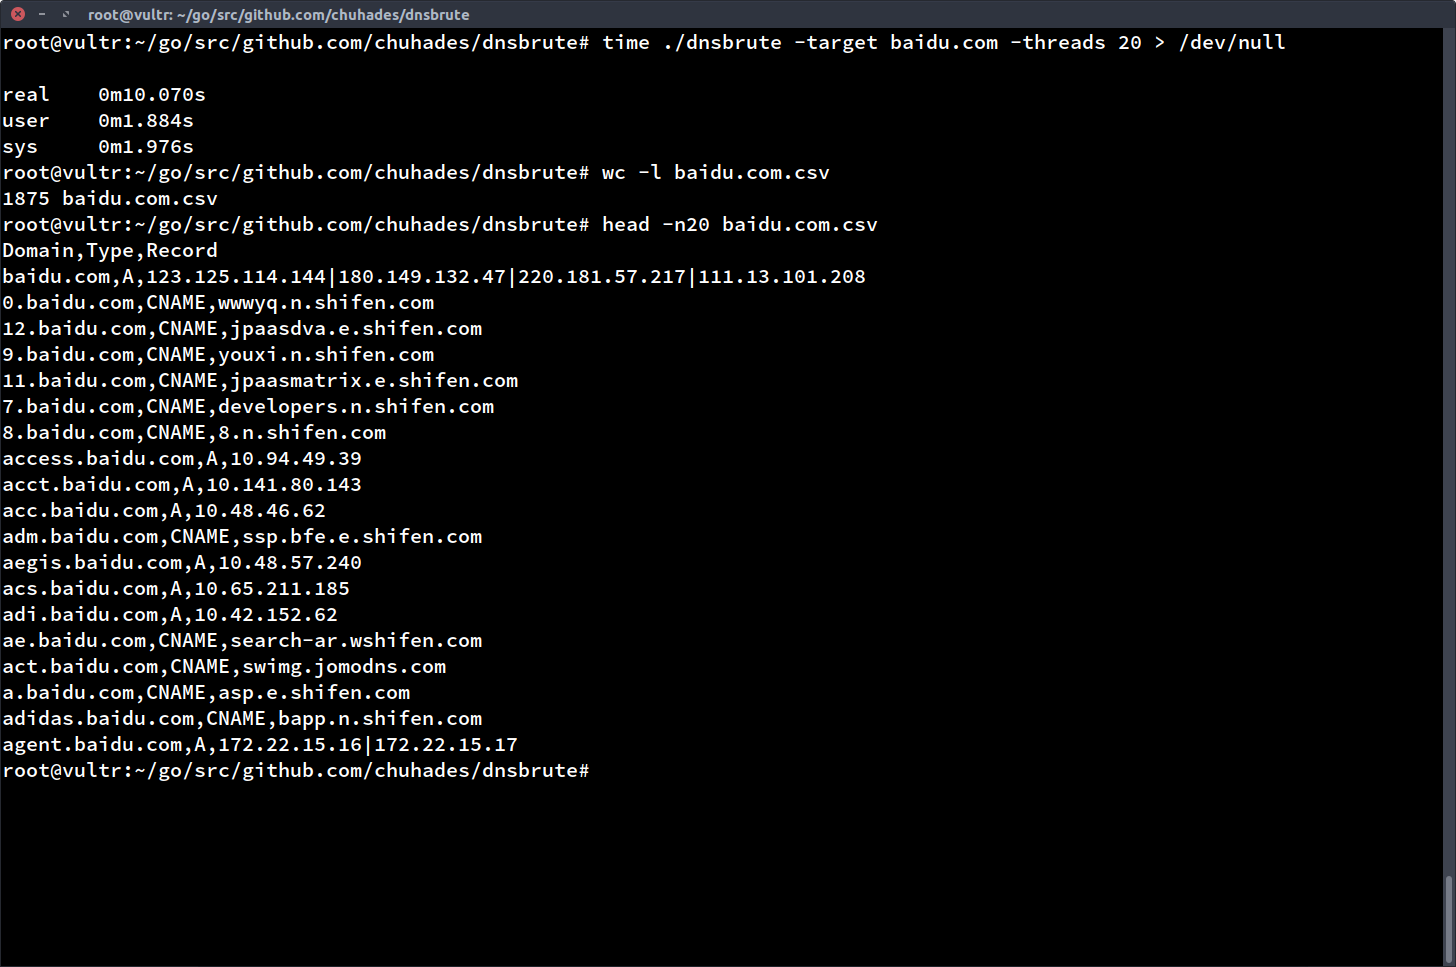 root@vultr: ~/go/src/github.com/chuhades/dnsbrute
root@vultr:~/go/src/github.com/chuhades/dnsbrute# time ./dnsbrute -target baidu.com -threads 20 > /dev/null
real    0m10.070s
user    0m1.884s
sys     0m1.976s
root@vultr:~/go/src/github.com/chuhades/dnsbrute# wc -l baidu.com.csv
1875 baidu.com.csv
root@vultr:~/go/src/github.com/chuhades/dnsbrute# head -n20 baidu.com.csv
Domain,Type,Record
baidu.com,A,123.125.114.144|180.149.132.47|220.181.57.217|111.13.101.208
0.baidu.com,CNAME,wwwyq.n.shifen.com
12.baidu.com,CNAME,jpaasdva.e.shifen.com
9.baidu.com,CNAME,youxi.n.shifen.com
11.baidu.com,CNAME,jpaasmatrix.e.shifen.com
7.baidu.com,CNAME,developers.n.shifen.com
8.baidu.com,CNAME,8.n.shifen.com
access.baidu.com,A,10.94.49.39
acct.baidu.com,A,10.141.80.143
acc.baidu.com,A,10.48.46.62
adm.baidu.com,CNAME,ssp.bfe.e.shifen.com
aegis.baidu.com,A,10.48.57.240
acs.baidu.com,A,10.65.211.185
adi.baidu.com,A,10.42.152.62
ae.baidu.com,CNAME,search-ar.wshifen.com
act.baidu.com,CNAME,swimg.jomodns.com
a.baidu.com,CNAME,asp.e.shifen.com
adidas.baidu.com,CNAME,bapp.n.shifen.com
agent.baidu.com,A,172.22.15.16|172.22.15.17
root@vultr:~/go/src/github.com/chuhades/dnsbrute#